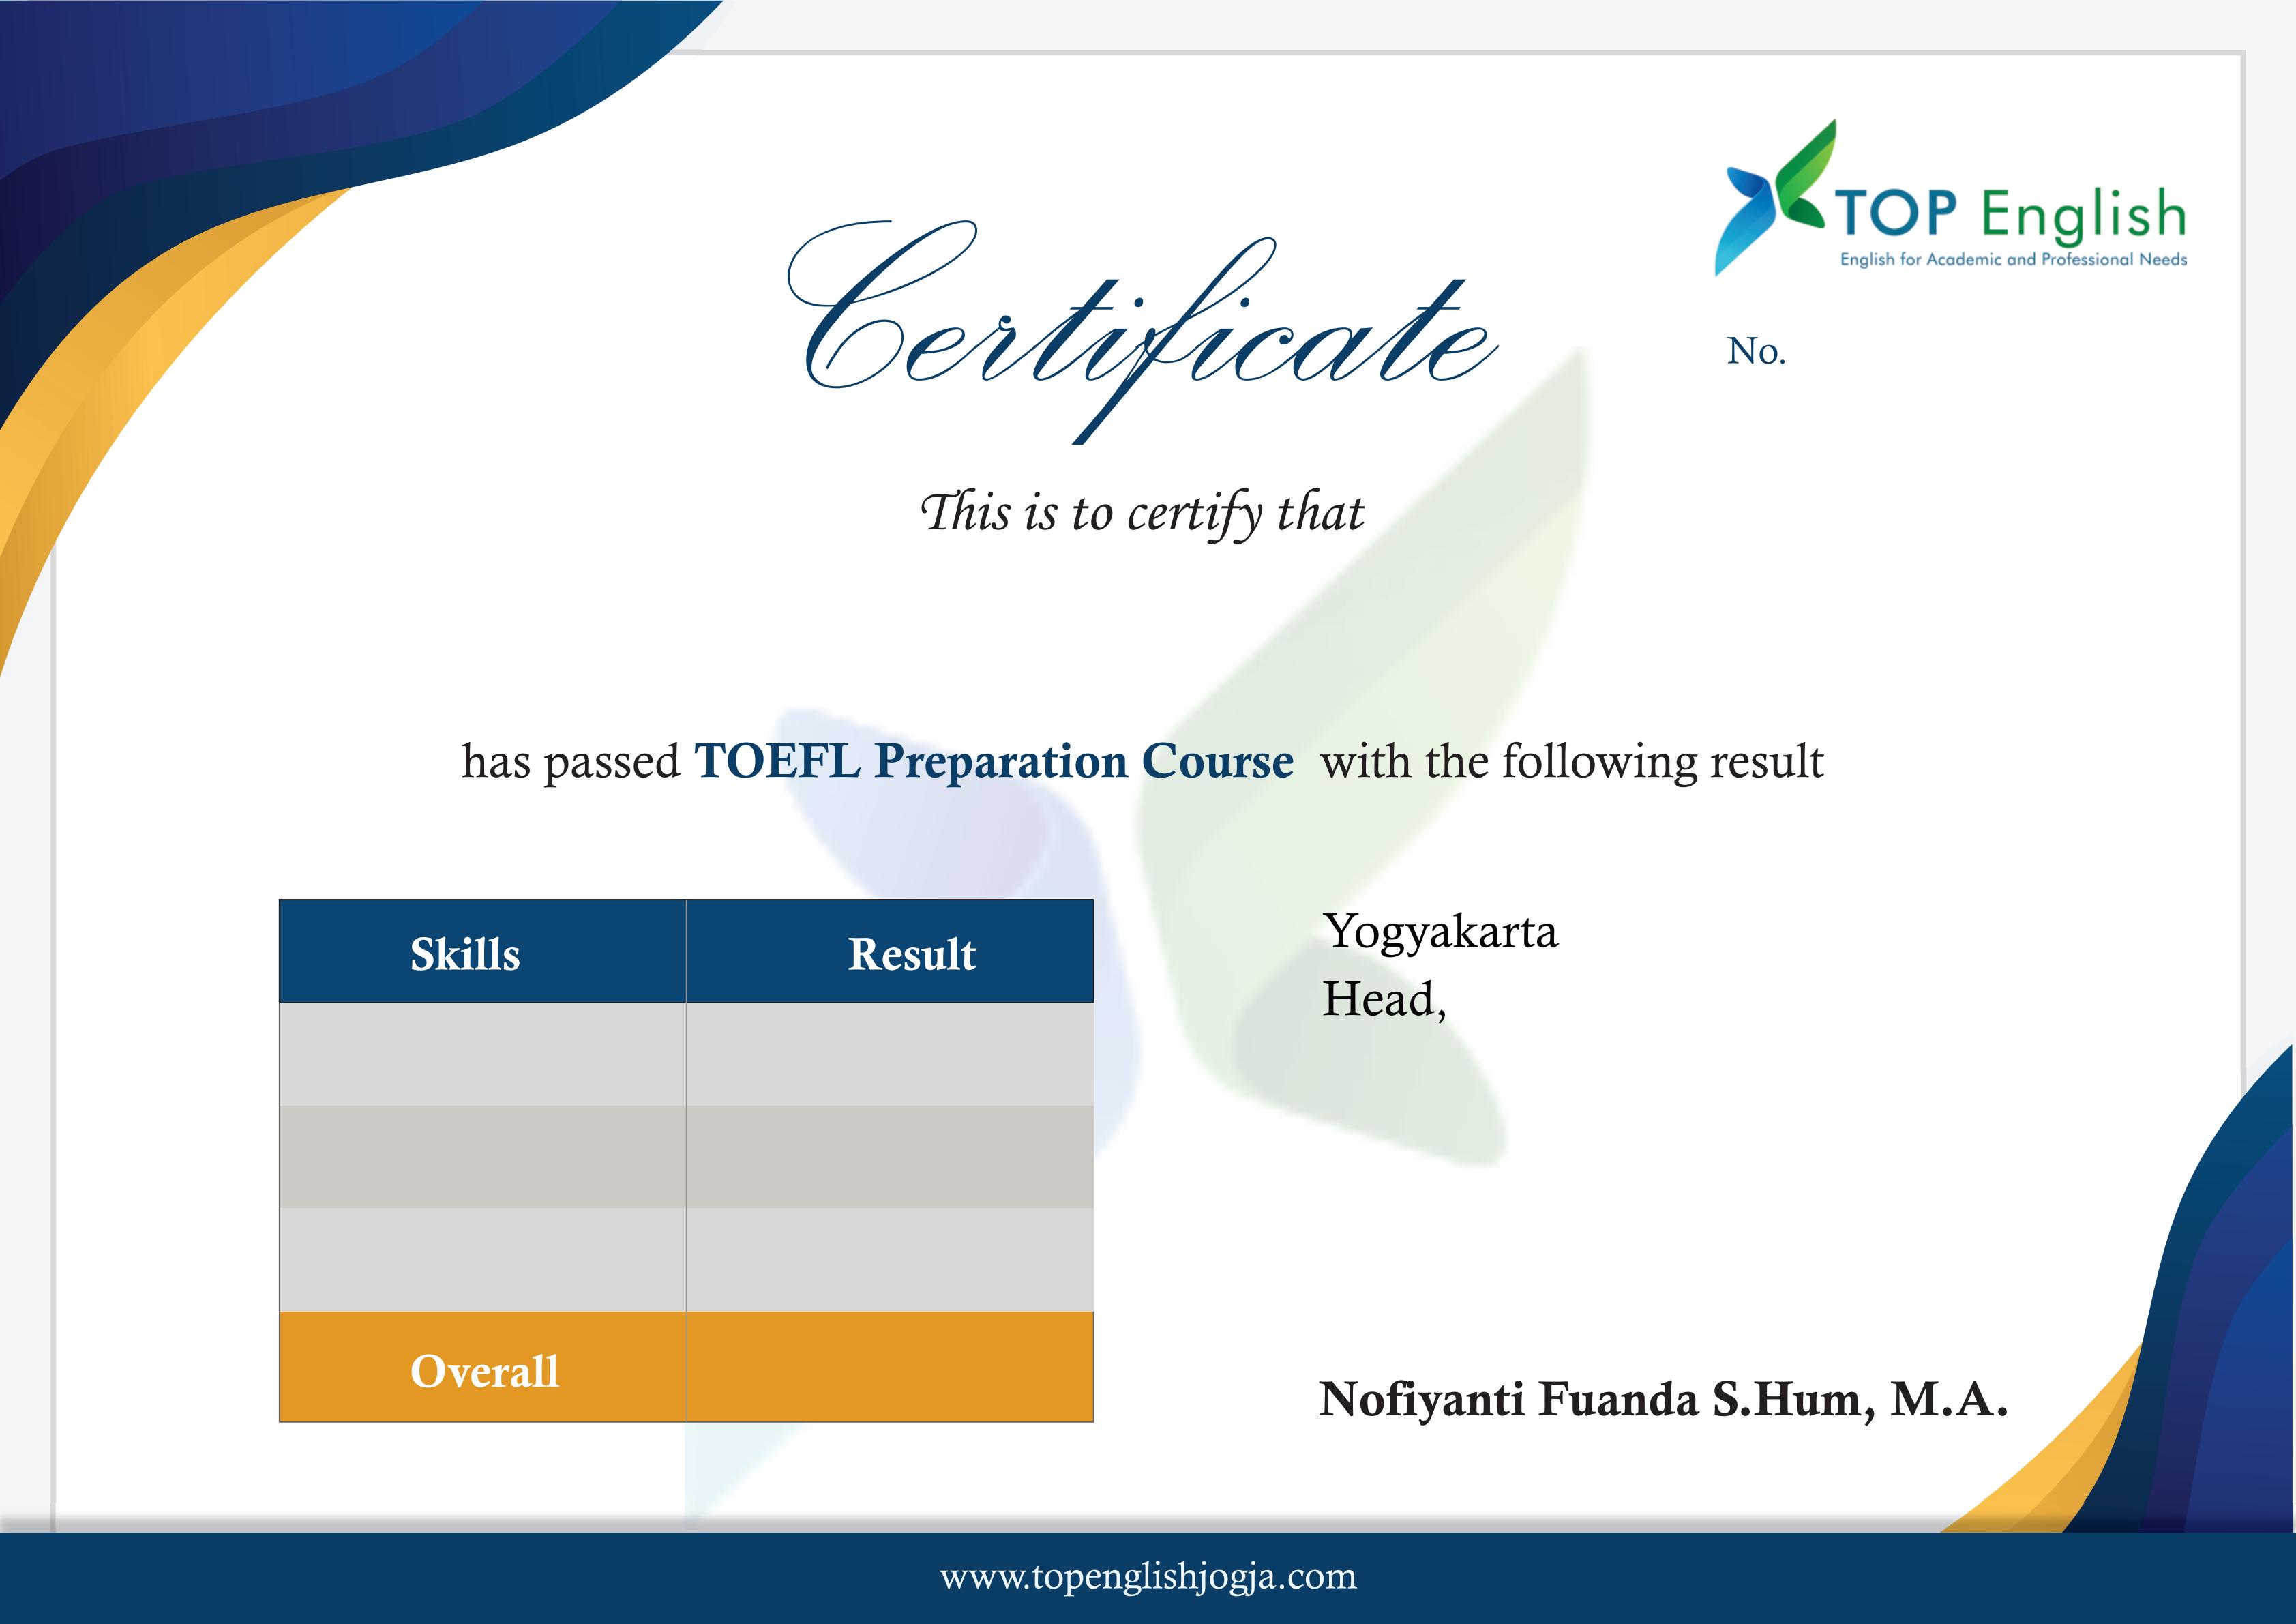 TOP English
English for Academic and Professional Needs
Certificate
No.
This is to certify that
has passed TOEFL Preparation Course with the following result
Skills Result
Overall
Yogyakarta
Head,
Nofiyanti Fuanda S.Hum, M.A.
www.topenglishjogja.com